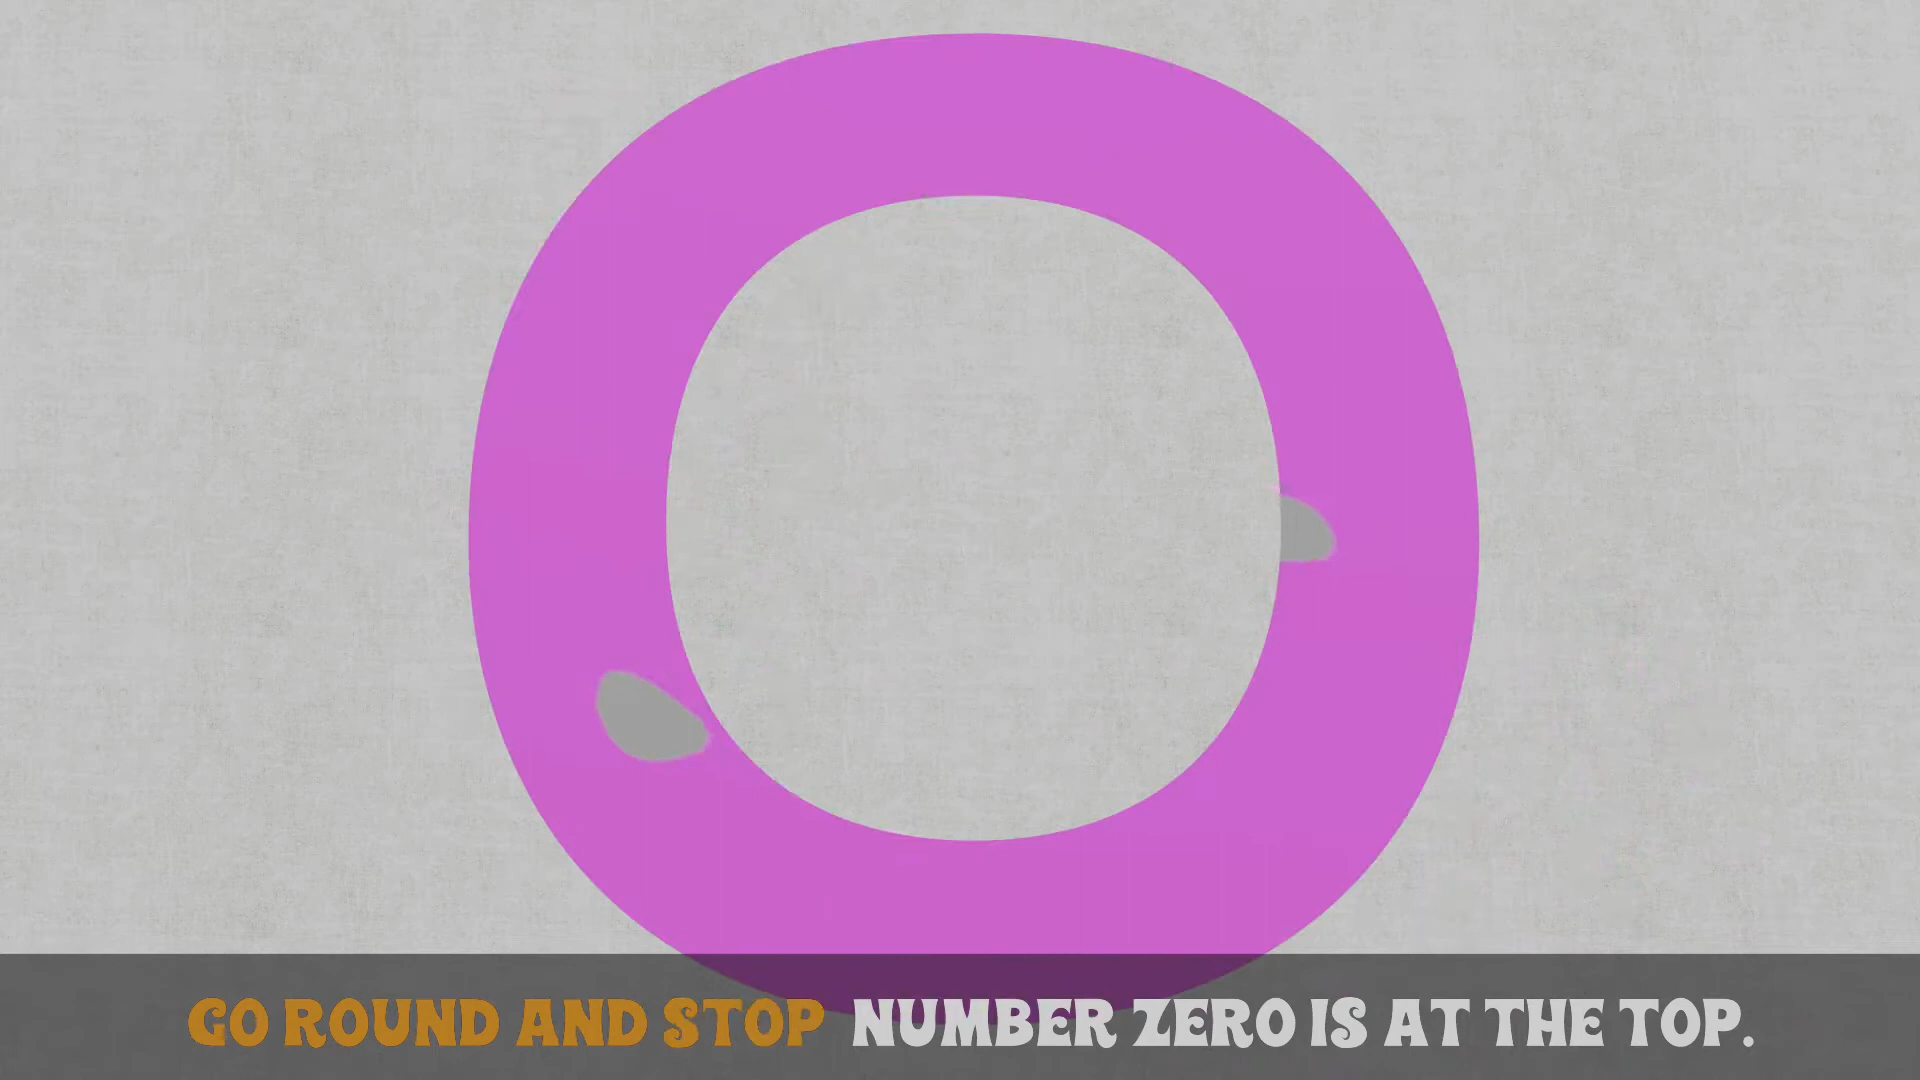 GO ROUND AND STOP NUMBER ZERO IS AT THE TOP.